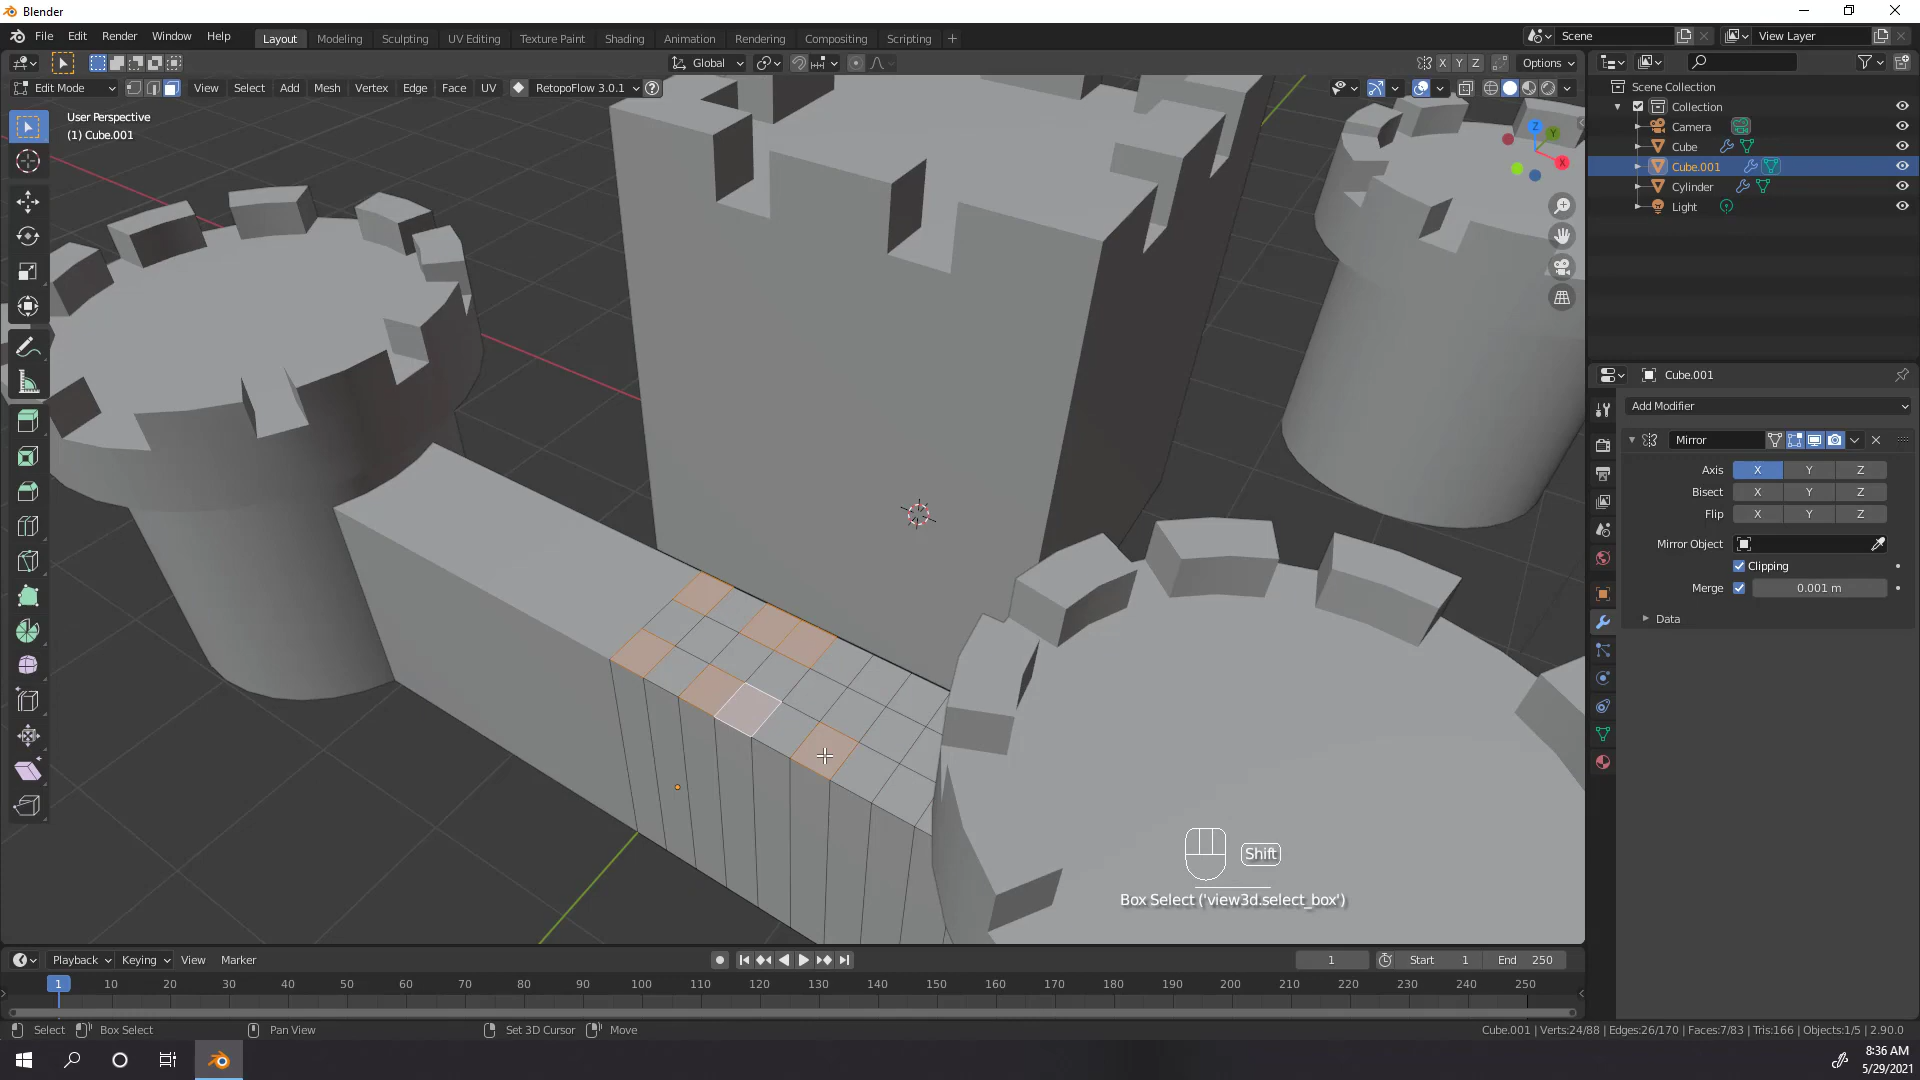 Blender
File Edit Render Window Help
Layout Modeling Sculpting UV Editing Texture Paint Shading Animation Rendering Compositing Scripting +
Scene
View Layer
Global
X Y Z
Options
Edit Mode
View Select Add Mesh Vertex Edge Face UV
RetopoFlow 3.0.1
User Perspective
(1) Cube.001
Z
Y
X
Shift
Box Select ('view3d.select_box')
Scene Collection
Collection
Camera
Cube
Cube.001
Cylinder
Light
Cube.001
Add Modifier
Mirror
Axis X Y Z
Bisect X Y Z
Flip X Y Z
Mirror Object
Clipping
Merge 0.001 m
Data
Playback Keying View Marker
1
Start 1
End 250
1 10 20 30 40 50 60 70 80 90 100 110 120 130 140 150 160 170 180 190 200 210 220 230 240 250
Select Box Select Pan View Set 3D Cursor Move
Cube.001 | Verts:24/88 | Edges:26/170 | Faces:7/83 | Tris:166 | Objects:1/5 | 2.90.0
8:36 AM
5/29/2021